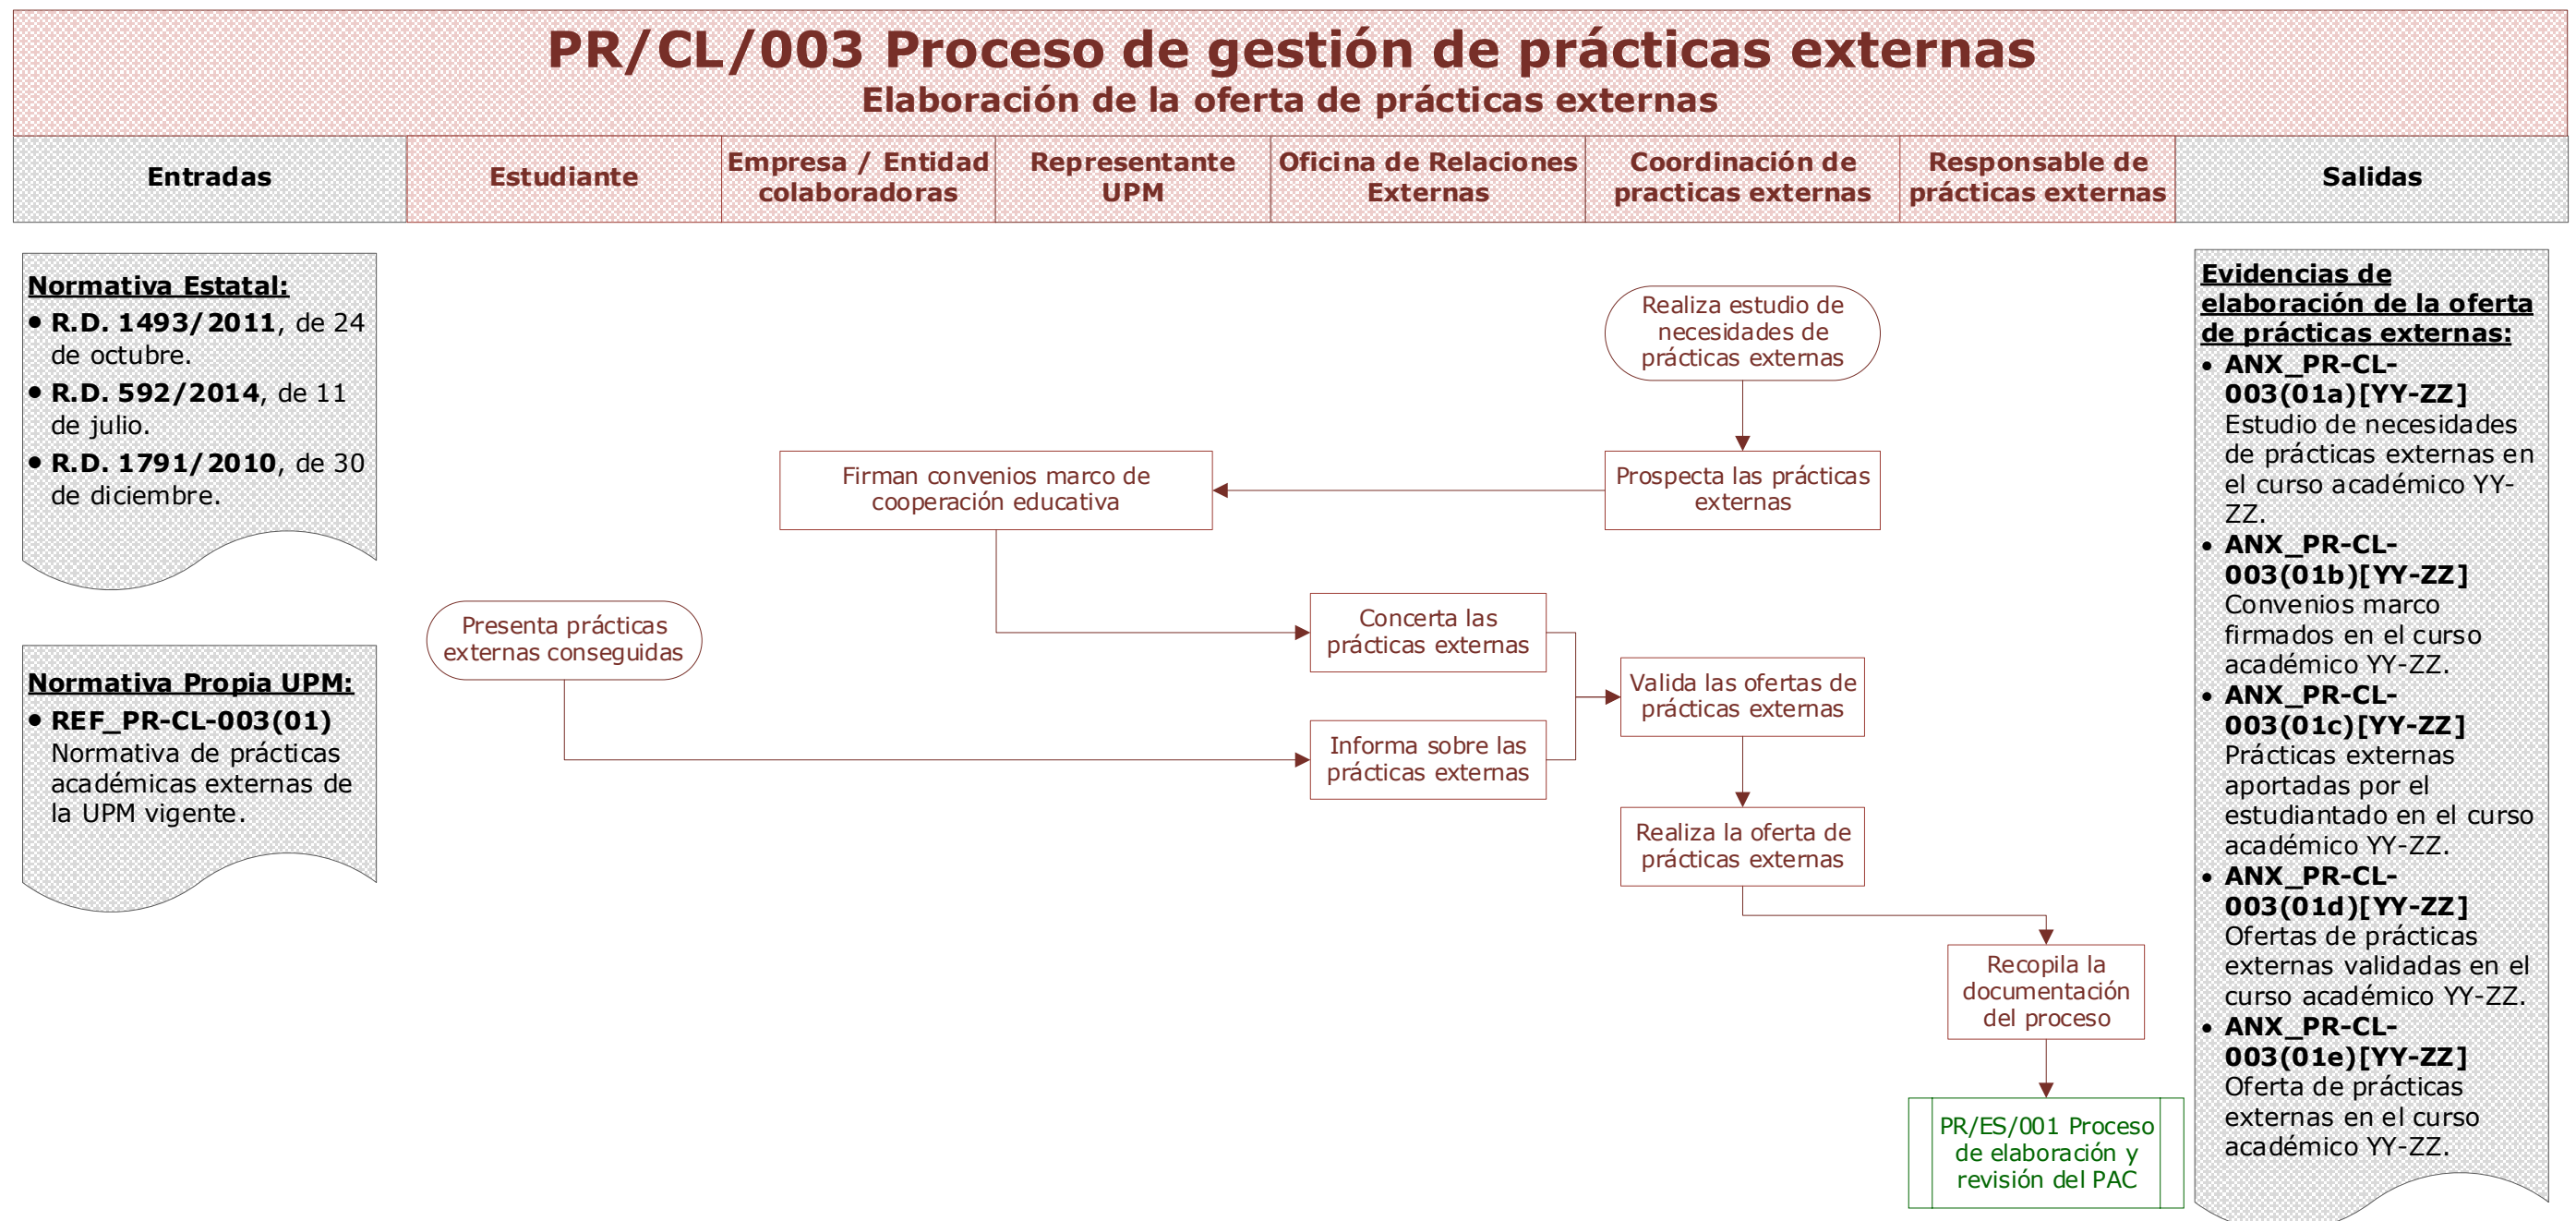 PR/CL/003 Proceso de gestión de prácticas externas
Elaboración de la oferta de prácticas externas
Entradas
Estudiante
Empresa / Entidad
colaboradoras
Representante
UPM
Oficina de Relaciones
Externas
Coordinación de
practicas externas
Responsable de
prácticas externas
Salidas
Normativa Estatal:
• R.D. 1493/2011, de 24
de octubre.
• R.D. 592/2014, de 11
de julio.
• R.D. 1791/2010, de 30
de diciembre.
Normativa Propia UPM:
• REF_PR-CL-003(01)
Normativa de prácticas
académicas externas de
la UPM vigente.
Realiza estudio de
necesidades de
prácticas externas
Prospecta las prácticas
externas
Firman convenios marco de
cooperación educativa
Concerta las
prácticas externas
Presenta prácticas
externas conseguidas
Informa sobre las
prácticas externas
Valida las ofertas de
prácticas externas
Realiza la oferta de
prácticas externas
Recopila la
documentación
del proceso
PR/ES/001 Proceso
de elaboración y
revisión del PAC
Evidencias de
elaboración de la oferta
de prácticas externas:
• ANX_PR-CL-
003(01a)[YY-ZZ]
Estudio de necesidades
de prácticas externas en
el curso académico YY-
ZZ.
• ANX_PR-CL-
003(01b)[YY-ZZ]
Convenios marco
firmados en el curso
académico YY-ZZ.
• ANX_PR-CL-
003(01c)[YY-ZZ]
Prácticas externas
aportadas por el
estudiantado en el curso
académico YY-ZZ.
• ANX_PR-CL-
003(01d)[YY-ZZ]
Ofertas de prácticas
externas validadas en el
curso académico YY-ZZ.
• ANX_PR-CL-
003(01e)[YY-ZZ]
Oferta de prácticas
externas en el curso
académico YY-ZZ.